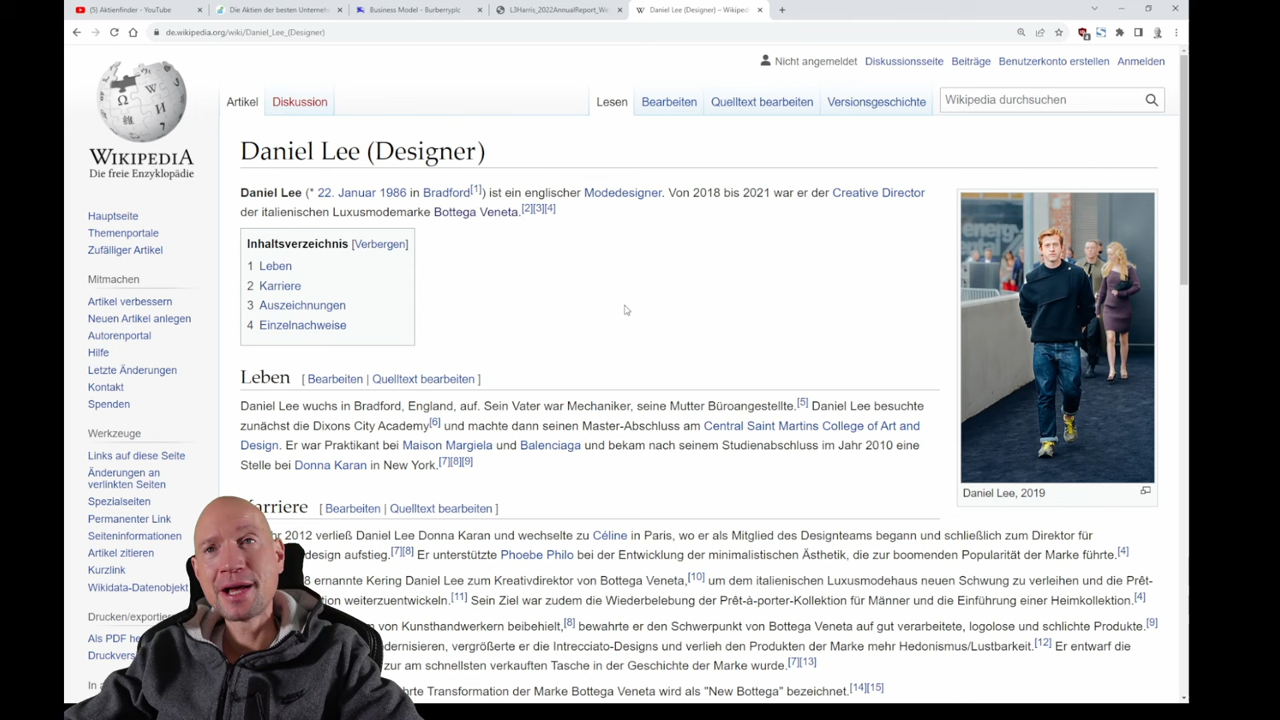 (5) Aktienfinder - YouTube
Die Aktien der besten Unterneh
Business Model - Burberryplc
L3Harris_2022AnnualReport_We
Daniel Lee (Designer) – Wikiped
de.wikipedia.org/wiki/Daniel_Lee_(Designer)
Nicht angemeldet Diskussionsseite Beiträge Benutzerkonto erstellen Anmelden
Artikel Diskussion Lesen Bearbeiten Quelltext bearbeiten Versionsgeschichte Wikipedia durchsuchen
WIKIPEDIA
Die freie Enzyklopädie
Hauptseite
Themenportale
Zufälliger Artikel
Mitmachen
Artikel verbessern
Neuen Artikel anlegen
Autorenportal
Hilfe
Letzte Änderungen
Kontakt
Spenden
Werkzeuge
Links auf diese Seite
Änderungen an
verlinkten Seiten
Spezialseiten
Permanenter Link
Seiteninformationen
Artikel zitieren
Kurzlink
Wikidata-Datenobjekt
Drucken/exportie
Als PDF he
Druckvers
In a
Daniel Lee (Designer)
Daniel Lee (* 22. Januar 1986 in Bradford[1]) ist ein englischer Modedesigner. Von 2018 bis 2021 war er der Creative Director
der italienischen Luxusmodemarke Bottega Veneta.[2][3][4]
Inhaltsverzeichnis [Verbergen]
1 Leben
2 Karriere
3 Auszeichnungen
4 Einzelnachweise
Daniel Lee, 2019
Leben [ Bearbeiten | Quelltext bearbeiten ]
Daniel Lee wuchs in Bradford, England, auf. Sein Vater war Mechaniker, seine Mutter Büroangestellte.[5] Daniel Lee besuchte
zunächst die Dixons City Academy[6] und machte dann seinen Master-Abschluss am Central Saint Martins College of Art and
Design. Er war Praktikant bei Maison Margiela und Balenciaga und bekam nach seinem Studienabschluss im Jahr 2010 eine
Stelle bei Donna Karan in New York.[7][8][9]
arriere [ Bearbeiten | Quelltext bearbeiten ]
2012 verließ Daniel Lee Donna Karan und wechselte zu Céline in Paris, wo er als Mitglied des Designteams begann und schließlich zum Direktor für
design aufstieg.[7][8] Er unterstützte Phoebe Philo bei der Entwicklung der minimalistischen Ästhetik, die zur boomenden Popularität der Marke führte.[4]
8 ernannte Kering Daniel Lee zum Kreativdirektor von Bottega Veneta,[10] um dem italienischen Luxusmodehaus neuen Schwung zu verleihen und die Prêt-
tion weiterzuentwickeln.[11] Sein Ziel war zudem die Wiederbelebung der Prêt-à-porter-Kollektion für Männer und die Einführung einer Heimkollektion.[4]
n von Kunsthandwerkern beibehielt,[8] bewahrte er den Schwerpunkt von Bottega Veneta auf gut verarbeitete, logolose und schlichte Produkte.[9]
dernisieren, vergrößerte er die Intrecciato-Designs und verlieh den Produkten der Marke mehr Hedonismus/Lustbarkeit.[12] Er entwarf die
zur am schnellsten verkauften Tasche in der Geschichte der Marke wurde.[7][13]
ührte Transformation der Marke Bottega Veneta wird als "New Bottega" bezeichnet.[14][15]